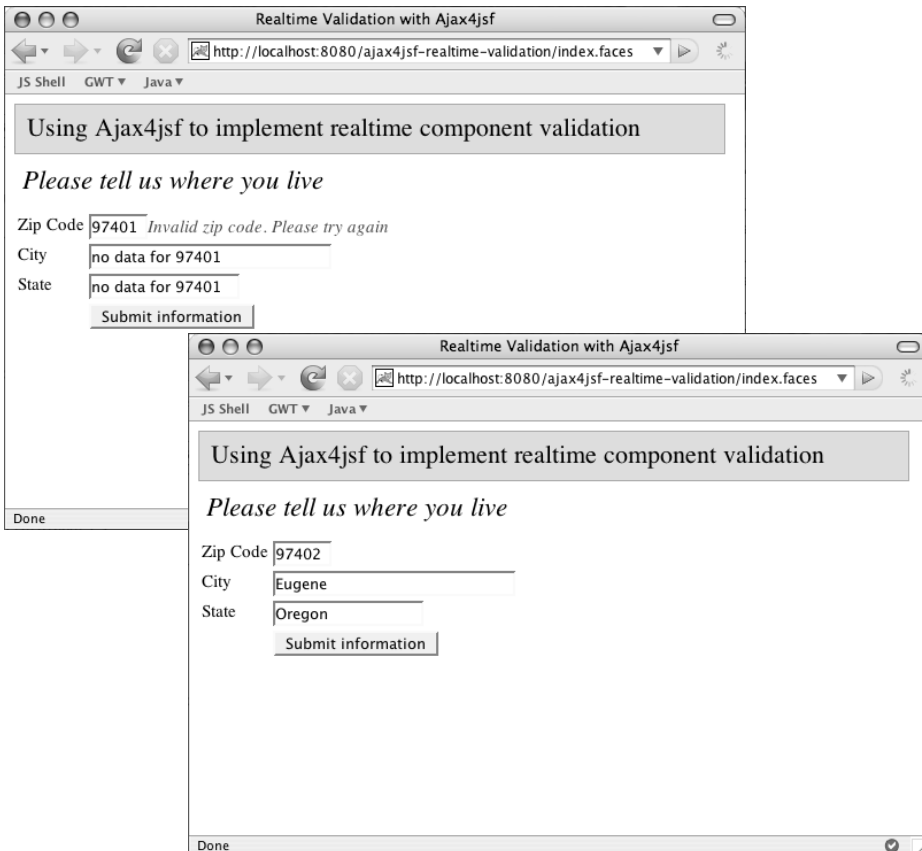 Realtime Validation with Ajax4jsf
http://localhost:8080/ajax4jsf-realtime-validation/index.faces
JS Shell GWT Java
Using Ajax4jsf to implement realtime component validation
Please tell us where you live
Zip Code 97401 Invalid zip code. Please try again
City no data for 97401
State no data for 97401
Submit information
Done
Realtime Validation with Ajax4jsf
http://localhost:8080/ajax4jsf-realtime-validation/index.faces
JS Shell GWT Java
Using Ajax4jsf to implement realtime component validation
Please tell us where you live
Zip Code 97402
City Eugene
State Oregon
Submit information
Done